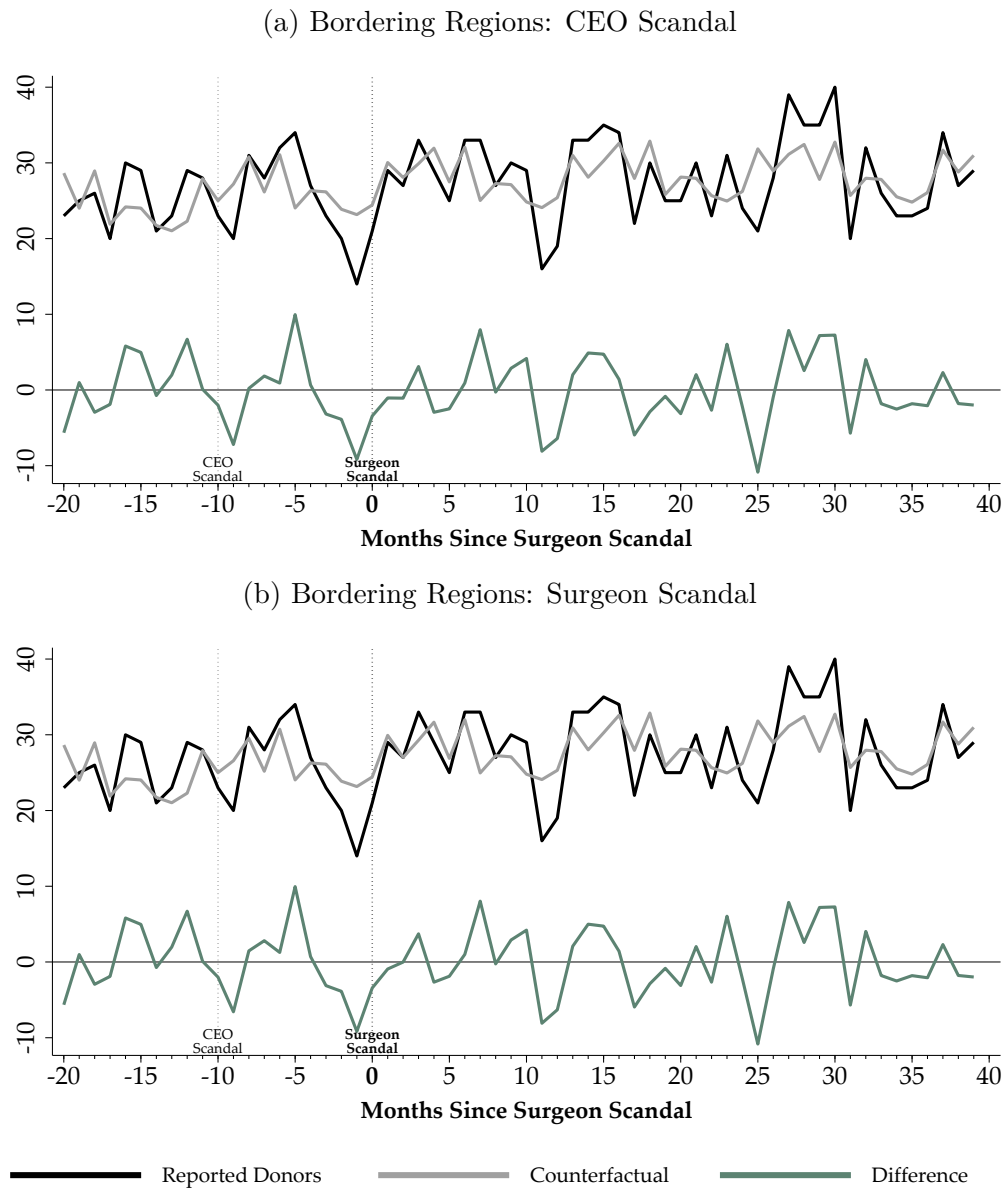 (a) Bordering Regions: CEO Scandal
40
30
20
10
0
-10
CEO
Scandal
Surgeon
Scandal
-20 -15 -10 -5 0 5 10 15 20 25 30 35 40
Months Since Surgeon Scandal
(b) Bordering Regions: Surgeon Scandal
40
30
20
10
0
-10
CEO
Scandal
Surgeon
Scandal
-20 -15 -10 -5 0 5 10 15 20 25 30 35 40
Months Since Surgeon Scandal
Reported Donors Counterfactual Difference